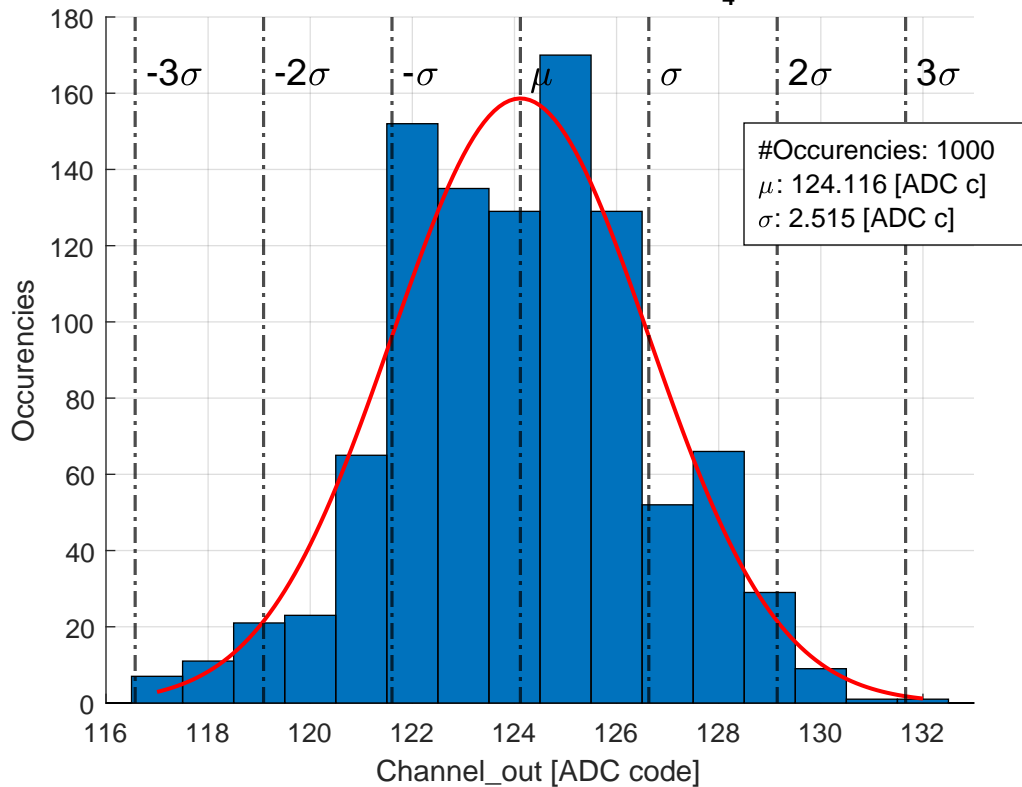 4
180
160
140
120
100
80
60
40
20
0
-3σ -2σ -σ μ σ 2σ 3σ
#Occurencies: 1000
μ: 124.116 [ADC c]
σ: 2.515 [ADC c]
Occurencies
116 118 120 122 124 126 128 130 132
Channel_out [ADC code]